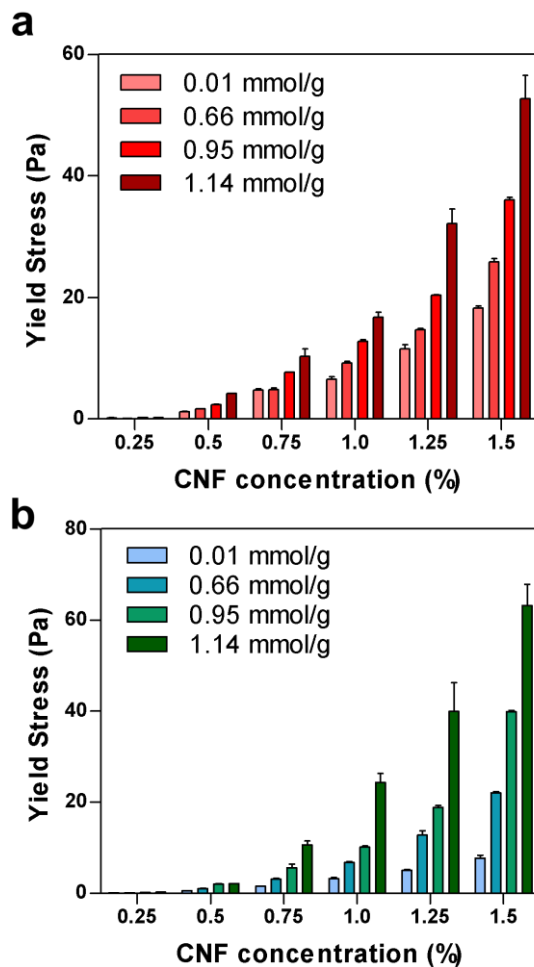 a
60
40
20
0
Yield Stress (Pa)
0.01 mmol/g
0.66 mmol/g
0.95 mmol/g
1.14 mmol/g
0.25 0.5 0.75 1.0 1.25 1.5
CNF concentration (%)
b
80
60
40
20
0
Yield Stress (Pa)
0.01 mmol/g
0.66 mmol/g
0.95 mmol/g
1.14 mmol/g
0.25 0.5 0.75 1.0 1.25 1.5
CNF concentration (%)